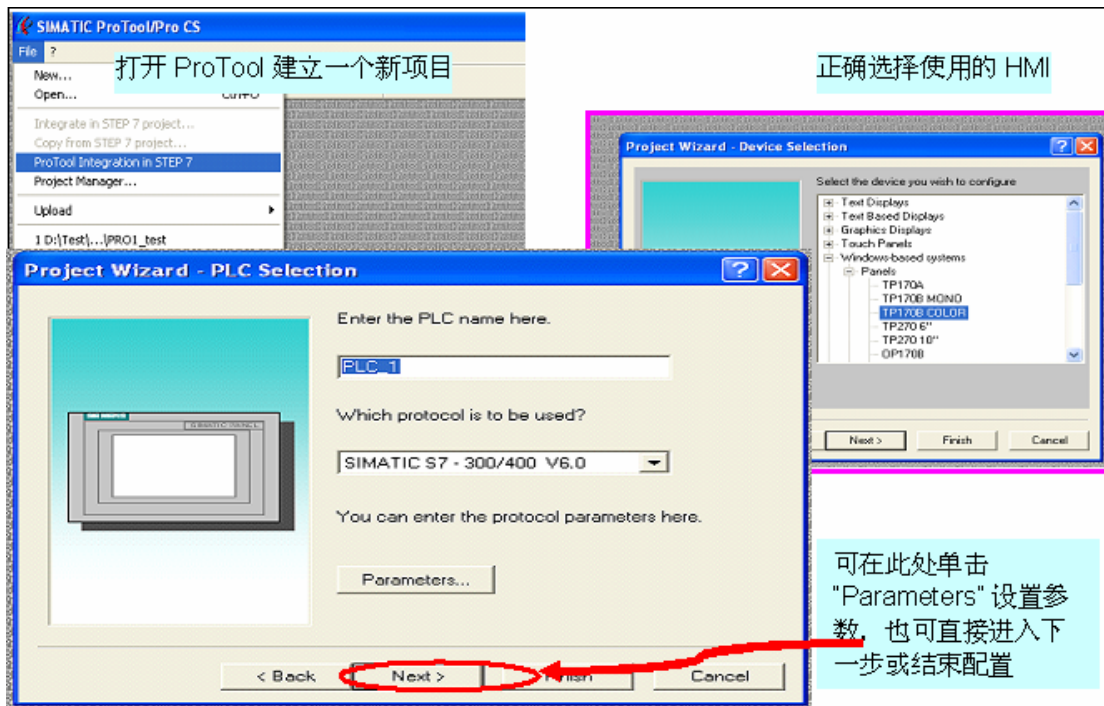 SIMATIC ProTool/Pro CS
File ?
打开 ProTool 建立一个新项目
New...
Open... Ctrl+O
Integrate in STEP 7 project...
Copy from STEP 7 project...
ProTool Integration in STEP 7
Project Manager...
Upload
1 D:\Test\...\PRO1_test
正确选择使用的 HMI
Project Wizard - Device Selection
Select the device you wish to configure
Text Displays
Text Based Displays
Graphics Displays
Touch Panels
Windows-based systems
Panels
TP170A
TP170B MONO
TP170B COLOR
TP270 6"
TP270 10"
OP170B
Next > Finish Cancel
Project Wizard - PLC Selection
Enter the PLC name here.
PLC_1
Which protocol is to be used?
SIMATIC S7 - 300/400 V6.0
You can enter the protocol parameters here.
Parameters...
< Back Next > Finish Cancel
可在此处单击
"Parameters" 设置参
数，也可直接进入下
一步或结束配置